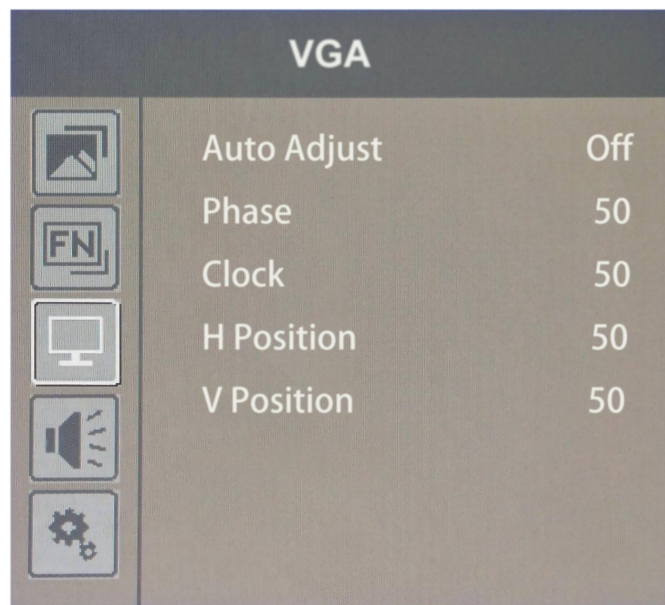 VGA
Auto Adjust Off
Phase 50
FN
Clock 50
H Position 50
V Position 50